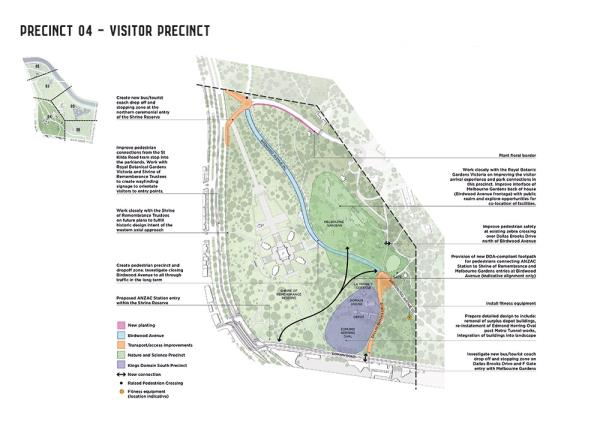 PRECINCT 04 – VISITOR PRECINCT
Create new bus/tourist
coach drop off and
stopping zone at the
northern ceremonial entry
of the Shrine Reserve
Improve pedestrian
connections from the St
Kilda Road tram stop into
the parklands. Work with
Royal Botanic Gardens
Victoria and Shrine of
Remembrance Trustees
to create wayfinding
signage to orientate
visitors to entry points.
Work closely with the Shrine
of Remembrance Trustees
on future plans to fulfil
historic design intent of the
western axial approach
Create pedestrian precinct and
dropoff zone. Investigate closing
Birdwood Avenue to all through
traffic in the long term
Proposed ANZAC Station entry
within the Shrine Reserve
New planting
Birdwood Avenue
Transport/access improvements
Nature and Science Precinct
Kings Domain South Precinct
New connection
Raised Pedestrian Crossing
Fitness equipment
(location indicative)
MELBOURNE
GARDENS
SHRINE OF
REMEMBRANCE
RESERVE
LA TROBE'S
COTTAGE
DOMAIN
HOUSE
DEPOT
EDMUND
HERRING
OVAL
Plant floral border
Work closely with the Royal Botanic
Gardens Victoria on improving the visitor
arrival experience and park connections in
this precinct. Improve interface of
Melbourne Gardens back of house
(Birdwood Avenue frontage) with public
realm and explore opportunities for
co-location of facilities.
Improve pedestrian safety
at existing zebra crossing
over Dallas Brooks Drive
north of Birdwood Avenue
Provision of new DDA-compliant footpath
for pedestrians connecting ANZAC
Station to Shrine of Remembrance and
Melbourne Gardens entries at Birdwood
Avenue (indicative alignment only)
Install fitness equipment
Prepare detailed design to include:
removal of surplus depot buildings,
re-instatement of Edmund Herring Oval
post Metro Tunnel works,
integration of buildings into landscape
Investigate new bus/tourist coach
drop off and stopping zone on
Dallas Brooks Drive and F Gate
entry with Melbourne Gardens